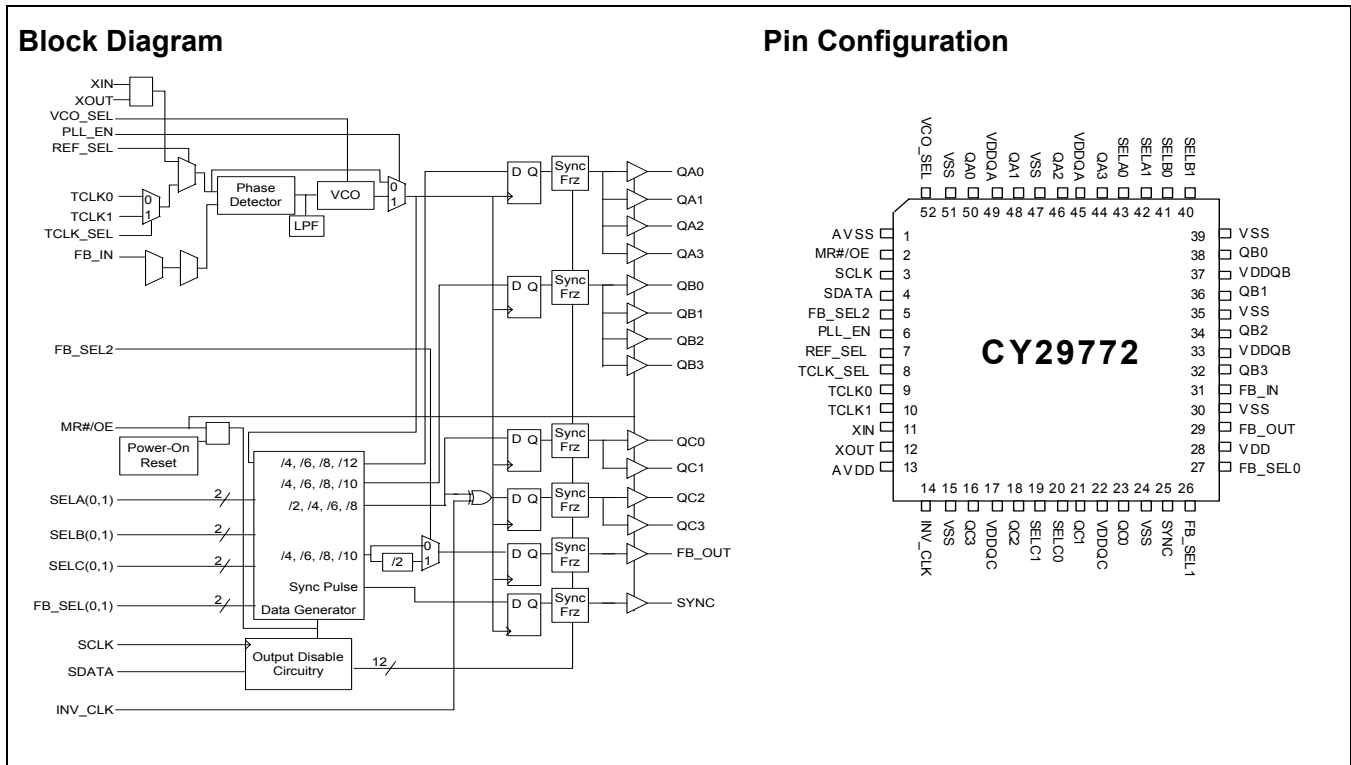 Block Diagram
XIN
XOUT
VCO_SEL
PLL_EN
REF_SEL
TCLK0
TCLK1
TCLK_SEL
FB_IN
0
1
Phase
Detector
VCO
LPF
0
1
FB_SEL2
MR#/OE
Power-On
Reset
SELA(0,1)
2
SELB(0,1)
2
SELC(0,1)
2
FB_SEL(0,1)
2
SCLK
SDATA
INV_CLK
/4, /6, /8, /12
/4, /6, /8, /10
/2, /4, /6, /8
/4, /6, /8, /10
/2
0
1
Sync Pulse
Data Generator
Output Disable
Circuitry
12
D Q
Sync
Frz
QA0
QA1
QA2
QA3
D Q
Sync
Frz
QB0
QB1
QB2
QB3
D Q
Sync
Frz
QC0
QC1
D Q
Sync
Frz
QC2
QC3
D Q
Sync
Frz
FB_OUT
D Q
Sync
Frz
SYNC
Pin Configuration
VCO_SEL
VSS
QA0
VDDQA
QA1
VSS
QA2
VDDQA
QA3
SELA0
SELA1
SELB0
SELB1
52 51 50 49 48 47 46 45 44 43 42 41 40
AVSS 1
MR#/OE 2
SCLK 3
SDATA 4
FB_SEL2 5
PLL_EN 6
REF_SEL 7
TCLK_SEL 8
TCLK0 9
TCLK1 10
XIN 11
XOUT 12
AVDD 13
CY29772
39 VSS
38 QB0
37 VDDQB
36 QB1
35 VSS
34 QB2
33 VDDQB
32 QB3
31 FB_IN
30 VSS
29 FB_OUT
28 VDD
27 FB_SEL0
14 15 16 17 18 19 20 21 22 23 24 25 26
INV_CLK
VSS
QC3
VDDQC
QC2
SELC1
SELC0
QC1
VDDQC
QC0
VSS
SYNC
FB_SEL1